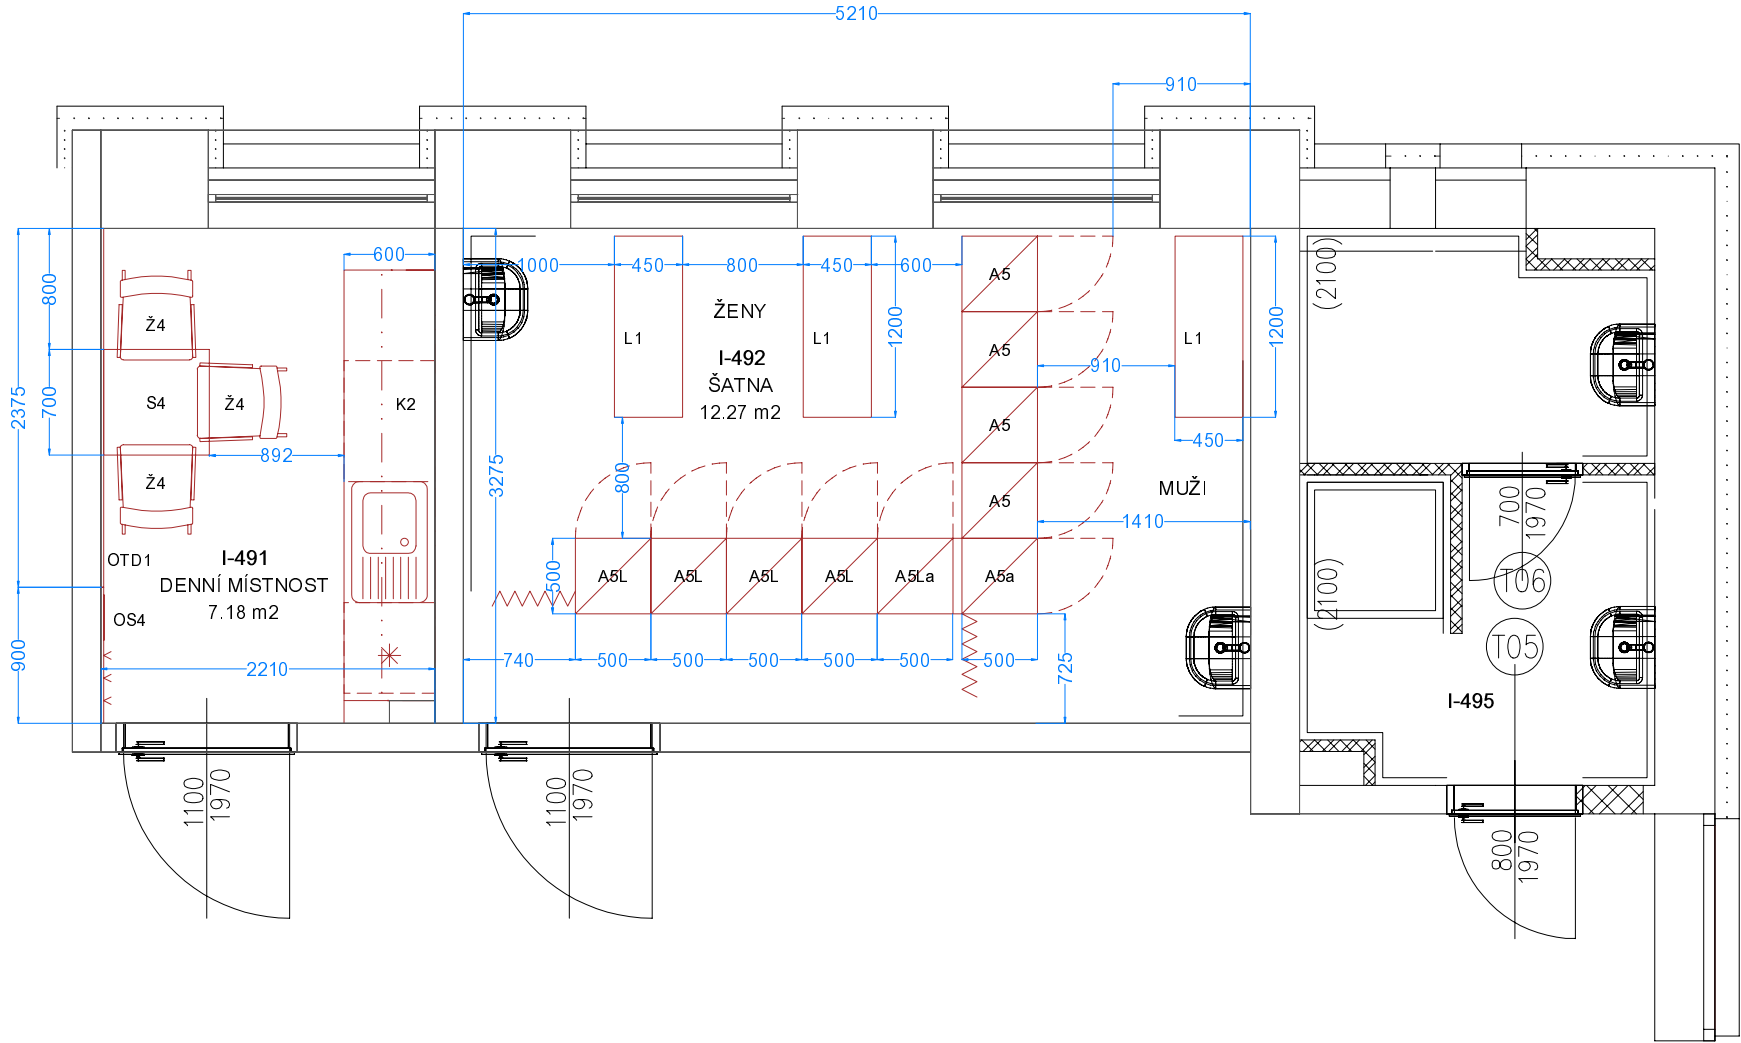 5210
910
600
1000
450
800
450
600
A5
(2100)
800
Ž4
ŽENY
1200
1200
L1
L1
L1
I-492
A5
910
ŠATNA
2375
700
S4
Ž4
K2
12.27 m2
A5
450
892
3275
800
Ž4
MUŽI
A5
1410
700
1970
OTD1
I-491
DENNÍ MÍSTNOST
7.18 m2
500
A5L
A5L
A5L
A5L
A5La
A5a
(2100)
T06
OS4
T05
900
2210
740
500
500
500
500
500
500
725
I-495
1100
1970
1100
1970
800
1970